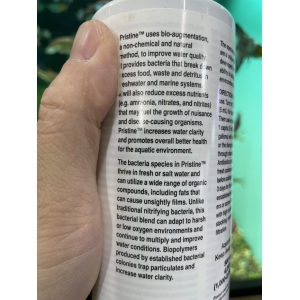 Pristine™ uses bio-augmentation,
a non-chemical and natural
method, to improve water quality
It provides bacteria that break down
excess food, waste and detritus in
freshwater and marine systems.
will also reduce excess nutrients
(e.g. ammonia, nitrates, and nitrites)
that may fuel the growth of nuisance
and disease-causing organisms.
Pristine™ increases water clarity
and promotes overall better health
for the aquatic environment.
The bacteria species in Pristine™
thrive in fresh or salt water and
can utilize a wide range of organic
compounds, including fats that
can cause unsightly films. Unlike
traditional nitrifying bacteria, this
bacterial blend can adapt to harsh
or low oxygen environments and
continue to multiply and improve
water conditions. Biopolymers
produced by established bacterial
colonies trap particulates and
increase water clarity.